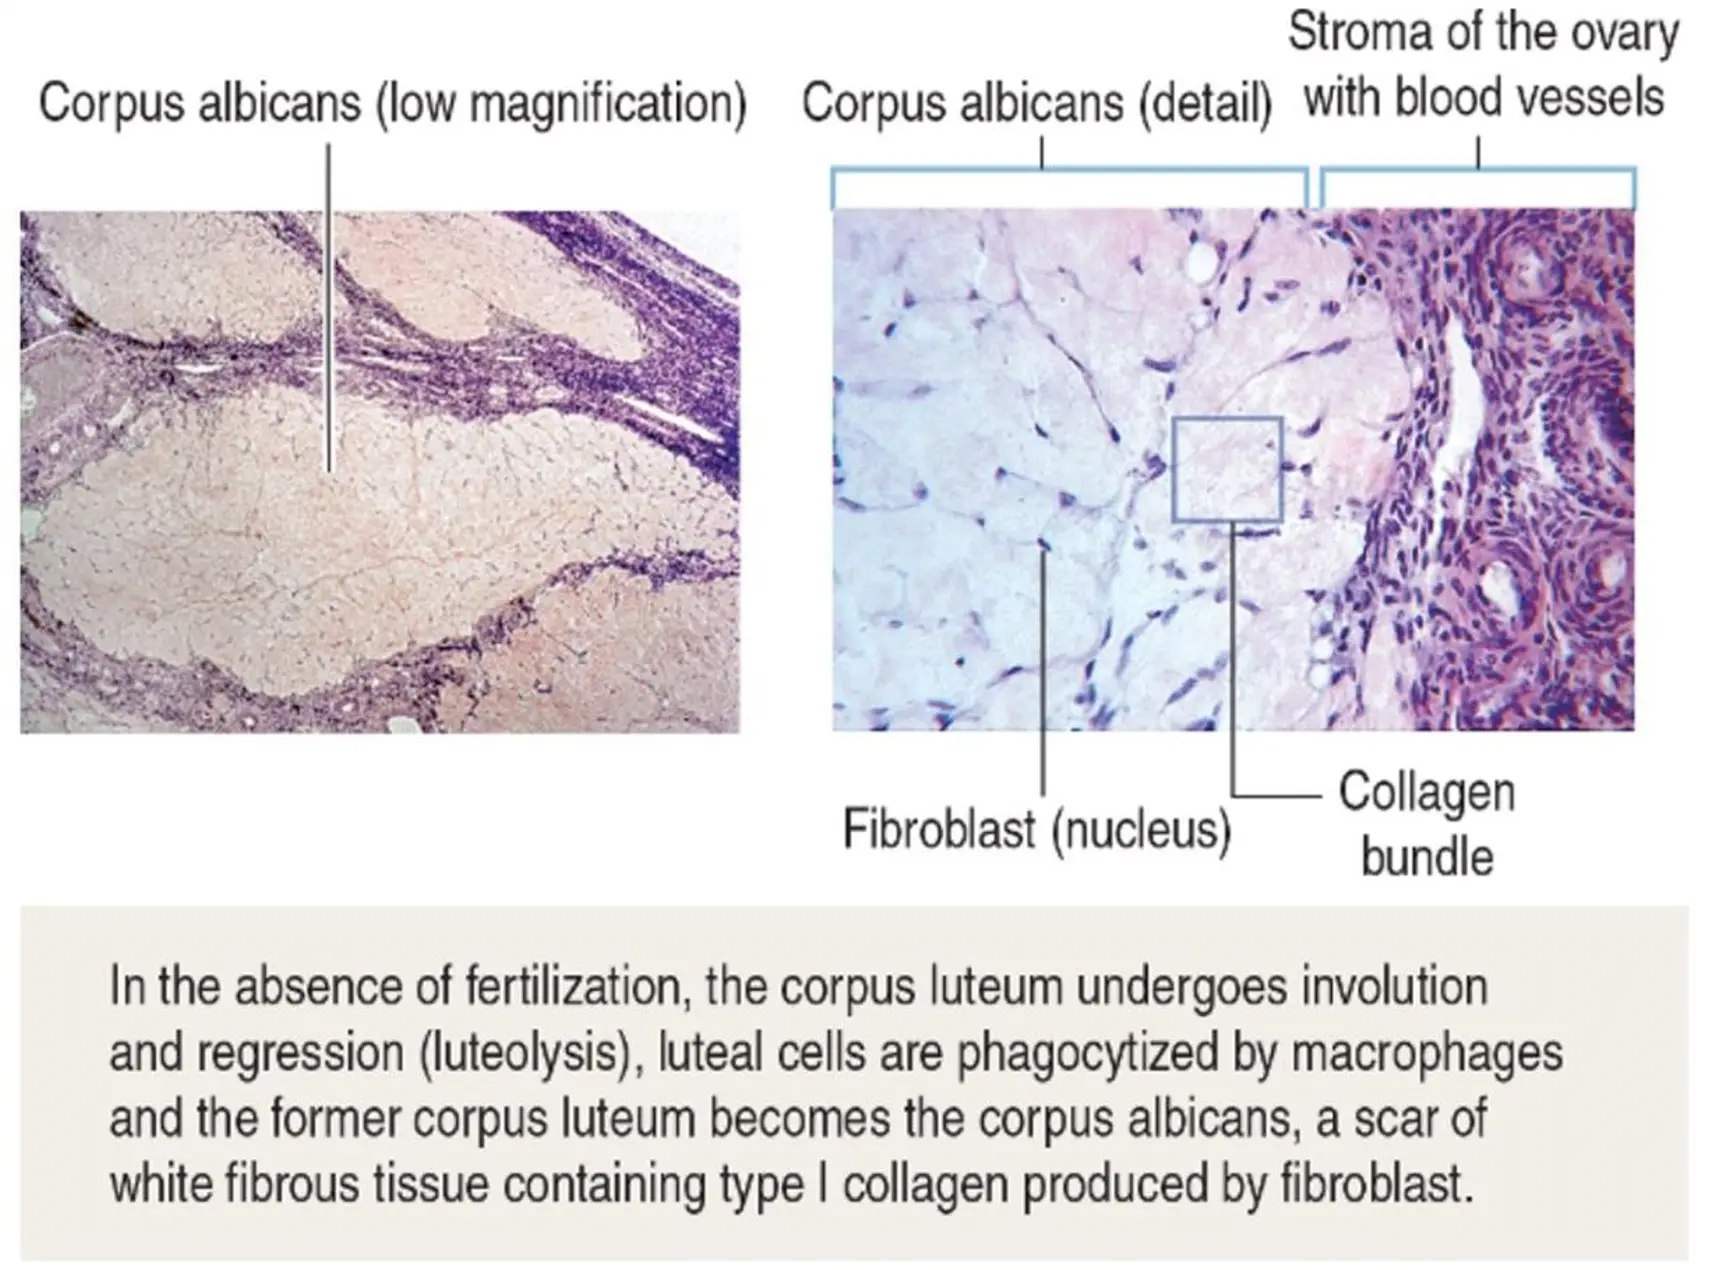 Corpus albicans (low magnification)
Corpus albicans (detail)
Stroma of the ovary
with blood vessels
Fibroblast (nucleus)
Collagen
bundle
In the absence of fertilization, the corpus luteum undergoes involution
and regression (luteolysis), luteal cells are phagocytized by macrophages
and the former corpus luteum becomes the corpus albicans, a scar of
white fibrous tissue containing type I collagen produced by fibroblast.